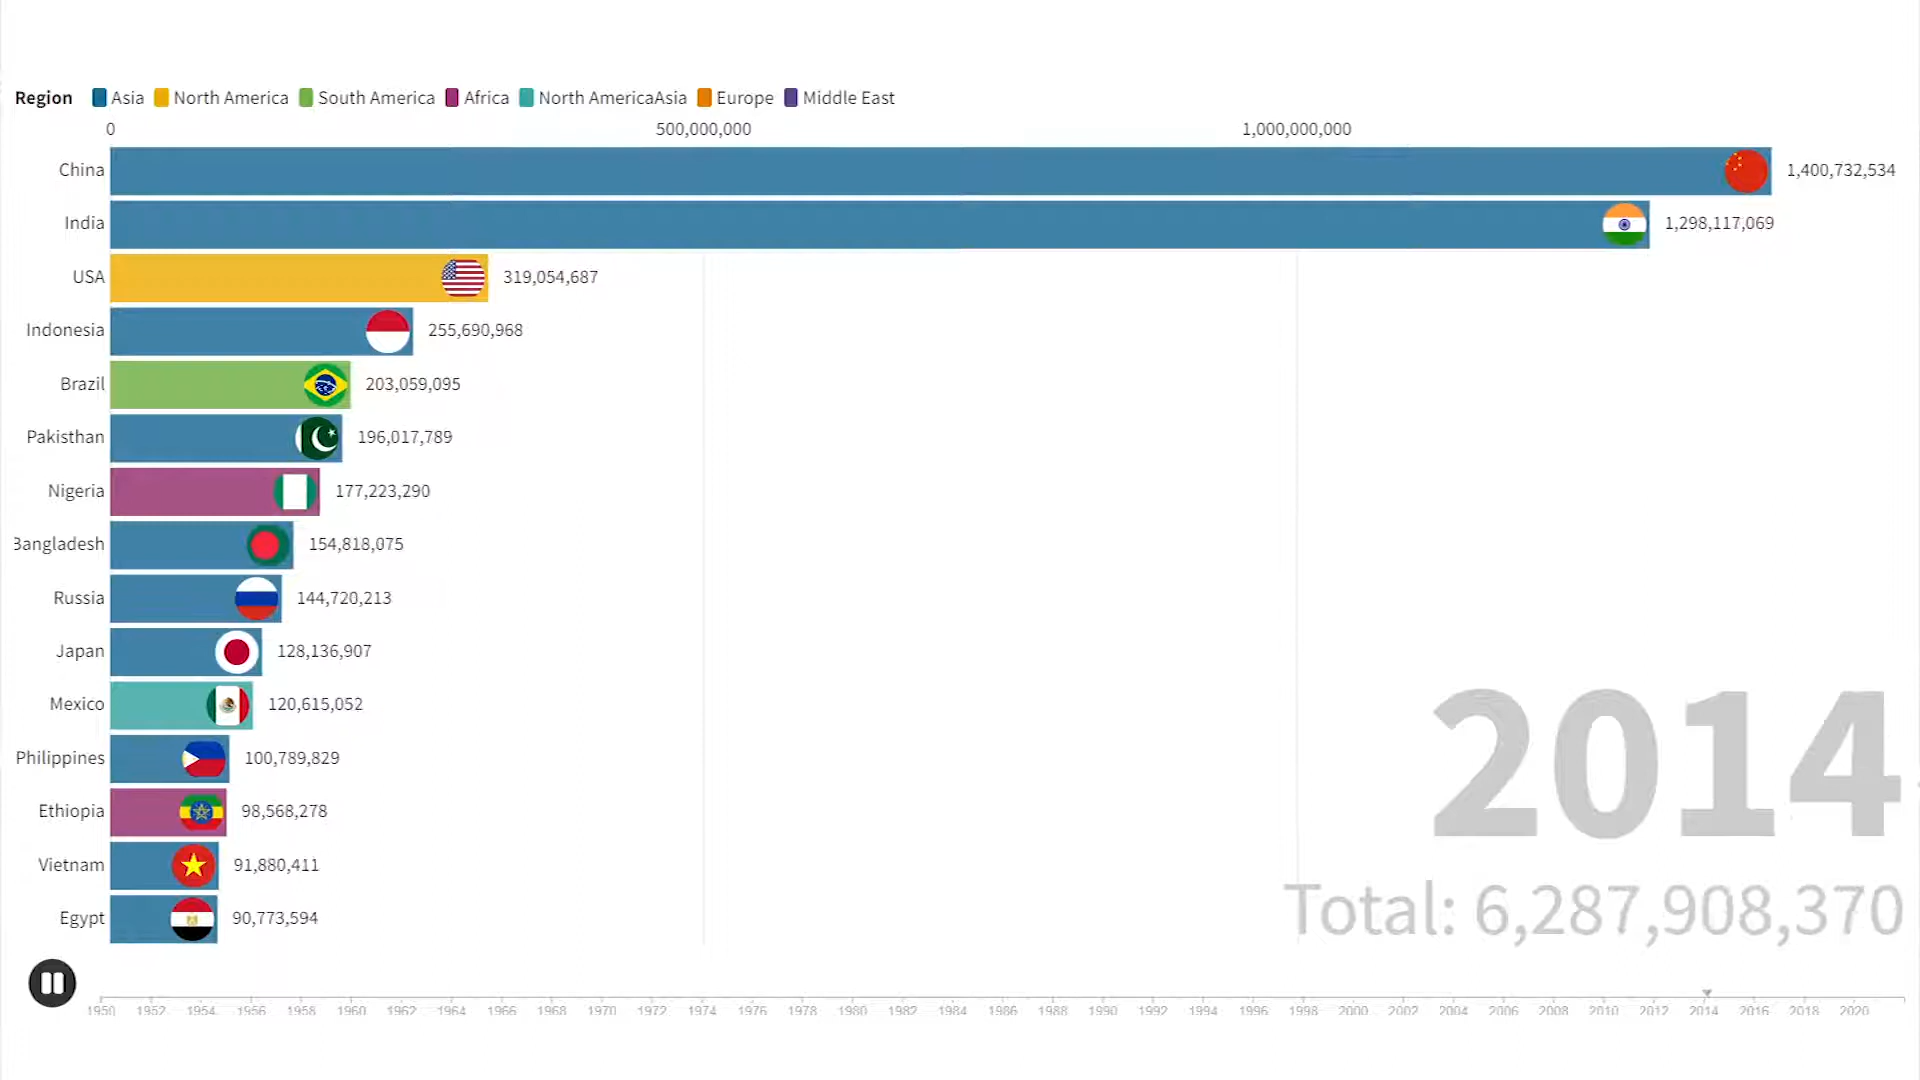 Region Asia North America South America Africa North AmericaAsia Europe Middle East
0 500,000,000 1,000,000,000
China 1,400,732,534
India 1,298,117,069
USA 319,054,687
Indonesia 255,690,968
Brazil 203,059,095
Pakisthan 196,017,789
Nigeria 177,223,290
Bangladesh 154,818,075
Russia 144,720,213
Japan 128,136,907
Mexico 120,615,052
Philippines 100,789,829
Ethiopia 98,568,278
Vietnam 91,880,411
Egypt 90,773,594
2014
Total: 6,287,908,370
1950 1952 1954 1956 1958 1960 1962 1964 1966 1968 1970 1972 1974 1976 1978 1980 1982 1984 1986 1988 1990 1992 1994 1996 1998 2000 2002 2004 2006 2008 2010 2012 2014 2016 2018 2020